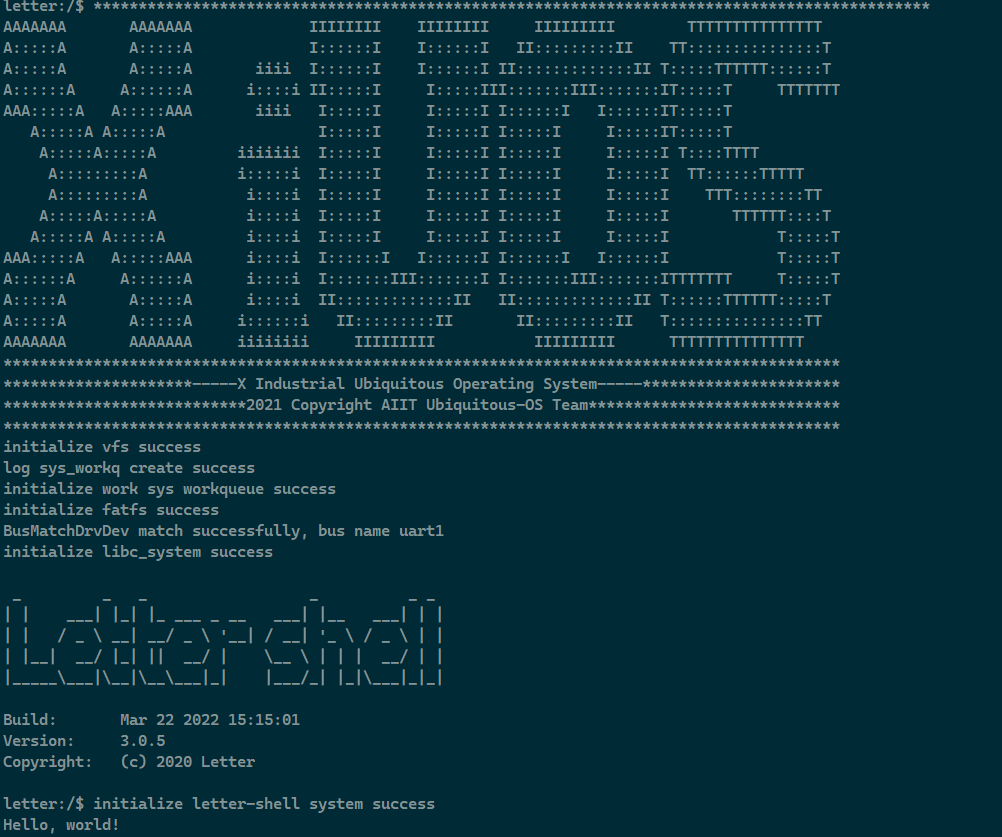 letter:/$ *********************************************************************************************
AAAAAAA       AAAAAAA             IIIIIIII    IIIIIIII     IIIIIIIII        TTTTTTTTTTTTTTT
A:::::A       A:::::A             I::::::I    I::::::I   II:::::::::II    TT:::::::::::::::T
A:::::A       A:::::A       iiii  I::::::I    I::::::I II:::::::::::::II T:::::TTTTTT::::::T
A::::::A     A::::::A      i::::i II:::::I     I:::::III:::::::III:::::::IT:::::T     TTTTTTT
AAA:::::A   A:::::AAA       iiii   I:::::I     I:::::I I::::::I   I::::::IT:::::T
   A:::::A A:::::A                 I:::::I     I:::::I I:::::I     I:::::IT:::::T
    A:::::A:::::A         iiiiiii  I:::::I     I:::::I I:::::I     I:::::I T::::TTTT
     A:::::::::A          i:::::i  I:::::I     I:::::I I:::::I     I:::::I  TT::::::TTTTT
     A:::::::::A           i::::i  I:::::I     I:::::I I:::::I     I:::::I    TTT::::::::TT
    A:::::A:::::A          i::::i  I:::::I     I:::::I I:::::I     I:::::I       TTTTTT::::T
   A:::::A A:::::A         i::::i  I:::::I     I:::::I I:::::I     I:::::I            T:::::T
AAA:::::A   A:::::AAA      i::::i  I::::::I   I::::::I I::::::I   I::::::I            T:::::T
A::::::A     A::::::A      i::::i  I:::::::III:::::::I I:::::::III:::::::ITTTTTTT     T:::::T
A:::::A       A:::::A      i::::i  II:::::::::::::II   II:::::::::::::II T::::::TTTTTT:::::T
A:::::A       A:::::A     i::::::i   II:::::::::II       II:::::::::II   T:::::::::::::::TT
AAAAAAA       AAAAAAA     iiiiiiii     IIIIIIIII           IIIIIIIII      TTTTTTTTTTTTTTT
*********************************************************************************************
*********************-----X Industrial Ubiquitous Operating System-----**********************
***************************2021 Copyright AIIT Ubiquitous-OS Team****************************
*********************************************************************************************
initialize vfs success
log sys_workq create success
initialize work sys workqueue success
initialize fatfs success
BusMatchDrvDev match successfully, bus name uart1
initialize libc_system success
 _         _   _                  _          _ _
| |    ___| |_| |_ ___ _ __   ___| |__   ___| | |
| |   / _ \ __| __/ _ \ '__| / __| '_ \ / _ \ | |
| |__|  __/ |_| ||  __/ |    \__ \ | | |  __/ | |
|_____\___|\__|\__\___|_|    |___/_| |_|\___|_|_|
Build:       Mar 22 2022 15:15:01
Version:     3.0.5
Copyright:   (c) 2020 Letter
letter:/$ initialize letter-shell system success
Hello, world!